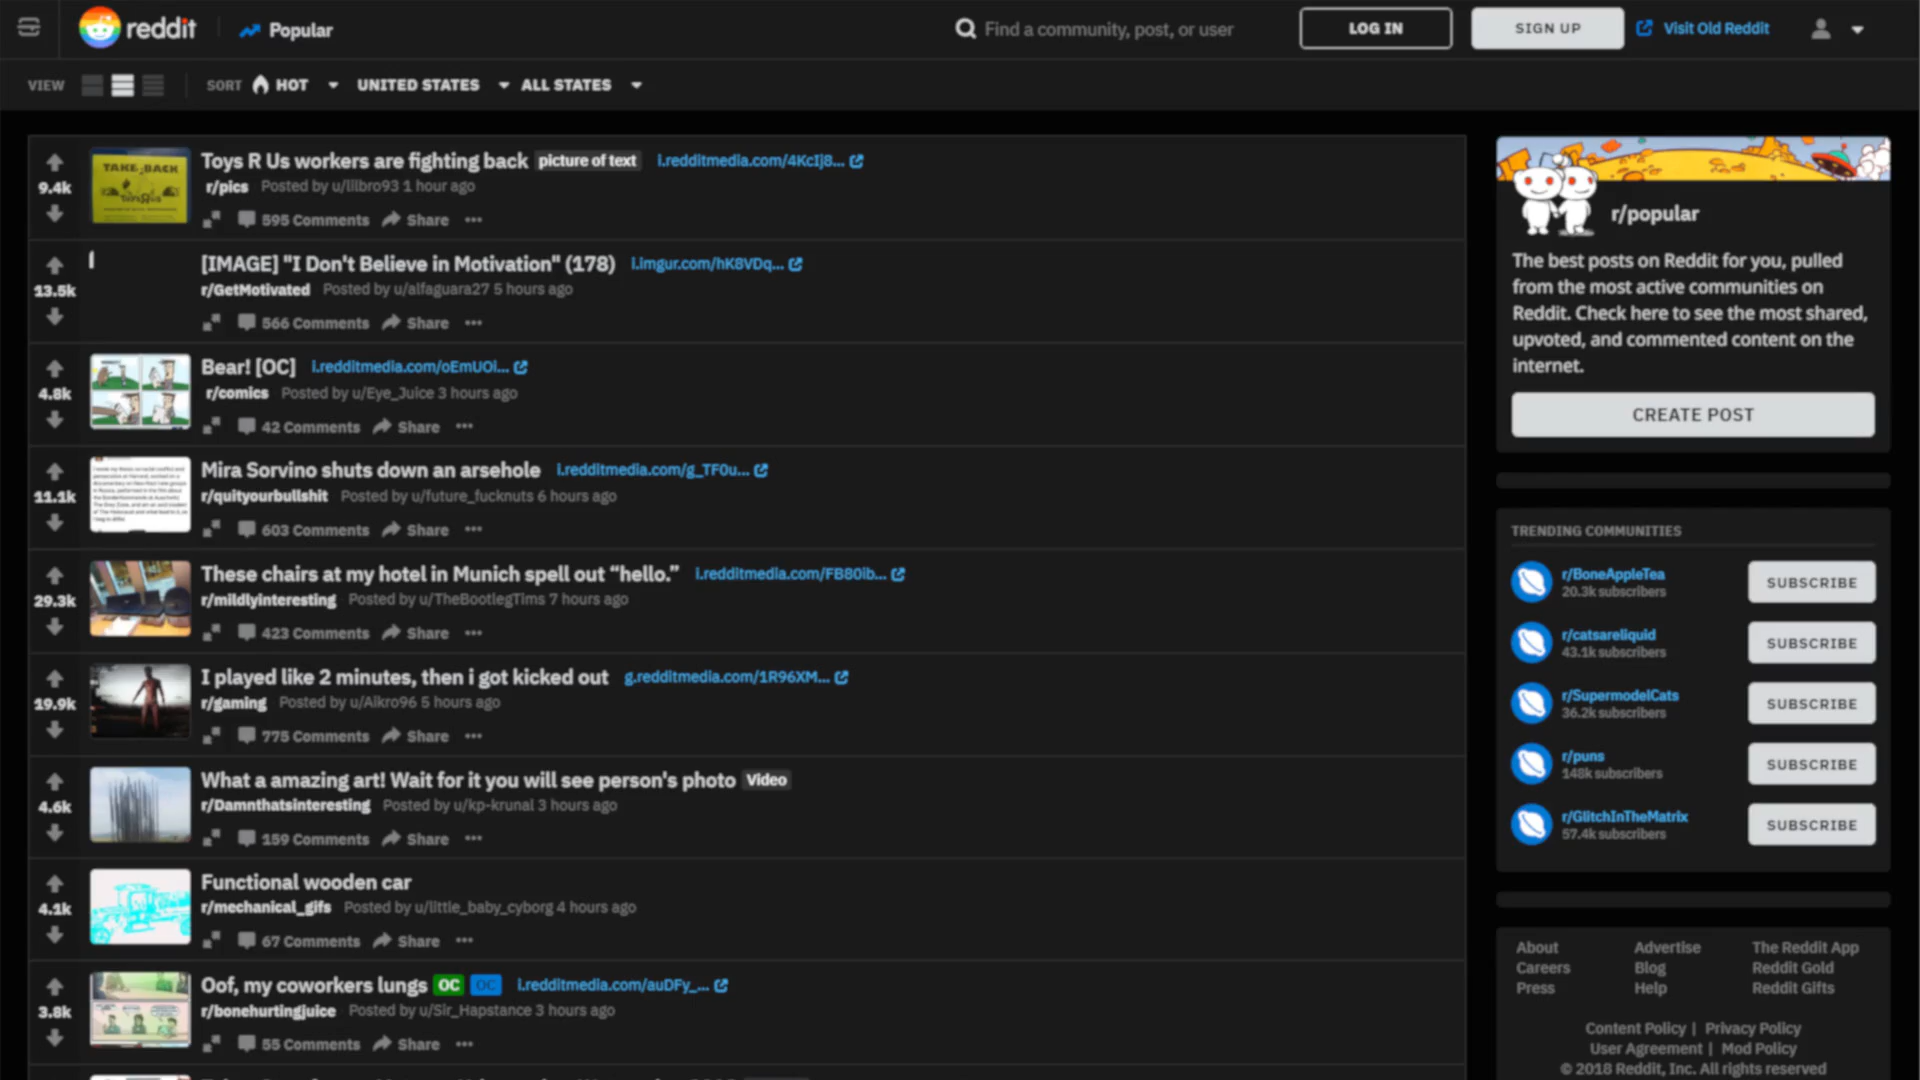 reddit
Popular
Find a community, post, or user
LOG IN
SIGN UP
Visit Old Reddit
VIEW
SORT HOT
UNITED STATES
ALL STATES
9.4k
TAKE BACK
Toys R Us workers are fighting back picture of text i.redditmedia.com/4KcIj8...
r/pics Posted by u/lilbro93 1 hour ago
595 Comments Share
13.5k
[IMAGE] "I Don't Believe in Motivation" (178) i.imgur.com/hK8VDq...
r/GetMotivated Posted by u/alfaguara27 5 hours ago
566 Comments Share
4.8k
Bear! [OC] i.redditmedia.com/oEmUOi...
r/comics Posted by u/Eye_Juice 3 hours ago
42 Comments Share
11.1k
Mira Sorvino shuts down an arsehole i.redditmedia.com/g_TF0u...
r/quityourbullshit Posted by u/future_fucknuts 6 hours ago
603 Comments Share
29.3k
These chairs at my hotel in Munich spell out “hello.” i.redditmedia.com/FB80ib...
r/mildlyinteresting Posted by u/TheBootlegTims 7 hours ago
423 Comments Share
19.9k
I played like 2 minutes, then i got kicked out g.redditmedia.com/1R96XM...
r/gaming Posted by u/Aikro96 5 hours ago
775 Comments Share
4.6k
What a amazing art! Wait for it you will see person's photo Video
r/Damnthatsinteresting Posted by u/kp-krunal 3 hours ago
159 Comments Share
4.1k
Functional wooden car
r/mechanical_gifs Posted by u/little_baby_cyborg 4 hours ago
67 Comments Share
3.8k
Oof, my coworkers lungs OC OC i.redditmedia.com/auDFy_...
r/bonehurtingjuice Posted by u/Sir_Hapstance 3 hours ago
55 Comments Share
r/popular
The best posts on Reddit for you, pulled
from the most active communities on
Reddit. Check here to see the most shared,
upvoted, and commented content on the
internet.
CREATE POST
TRENDING COMMUNITIES
r/BoneAppleTea
20.3k subscribers
SUBSCRIBE
r/catsareliquid
43.1k subscribers
SUBSCRIBE
r/SupermodelCats
36.2k subscribers
SUBSCRIBE
r/puns
148k subscribers
SUBSCRIBE
r/GlitchInTheMatrix
57.4k subscribers
SUBSCRIBE
About Advertise The Reddit App
Careers Blog Reddit Gold
Press Help Reddit Gifts
Content Policy | Privacy Policy
User Agreement | Mod Policy
© 2018 Reddit, Inc. All rights reserved